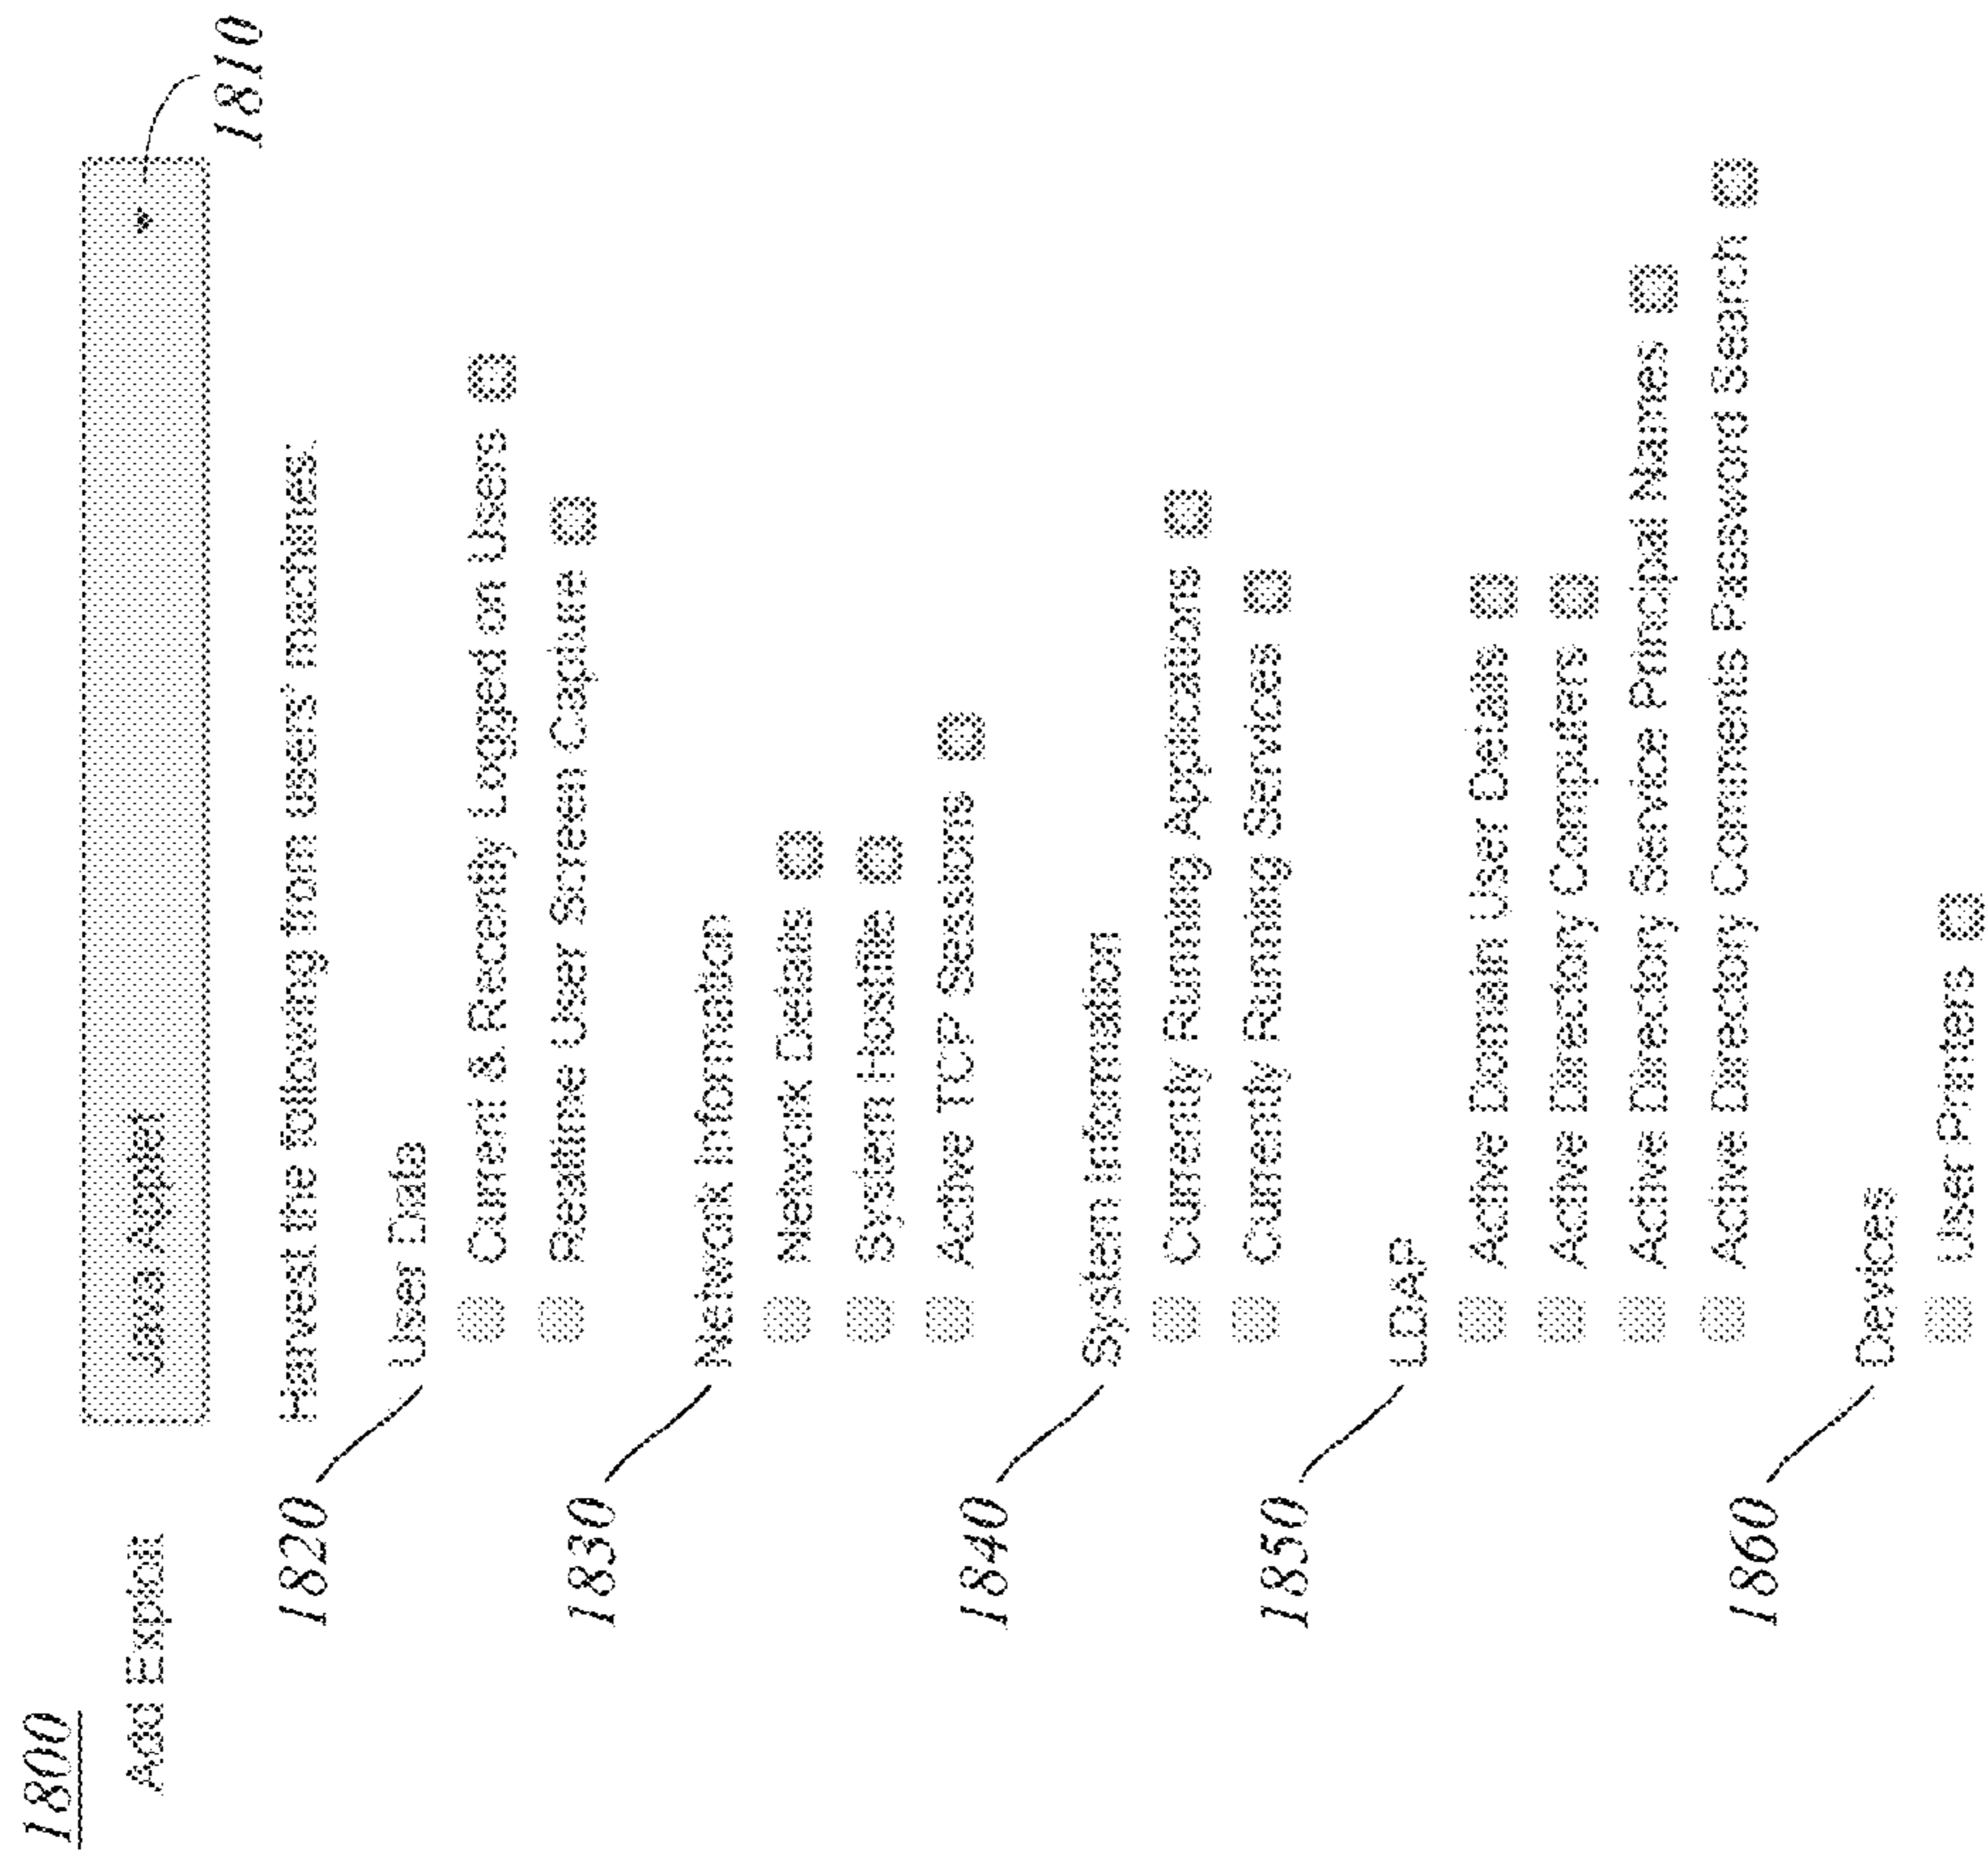 1800
Add Exploit
Java Applet
1810
Harvest the following from users' machines.
1820
User Data
Current & Recently Logged on Users
Realtime User Screen Capture
1830
Network Information
Network Details
System Hostfile
Active TCP Sessions
1840
System Information
Currently Running Applications
Currently Running Services
1850
LDAP
Active Domain User Details
Active Directory Computers
Active Directory Service Principal Names
Active Directory Comments Password Search
1860
Devices
User Printers